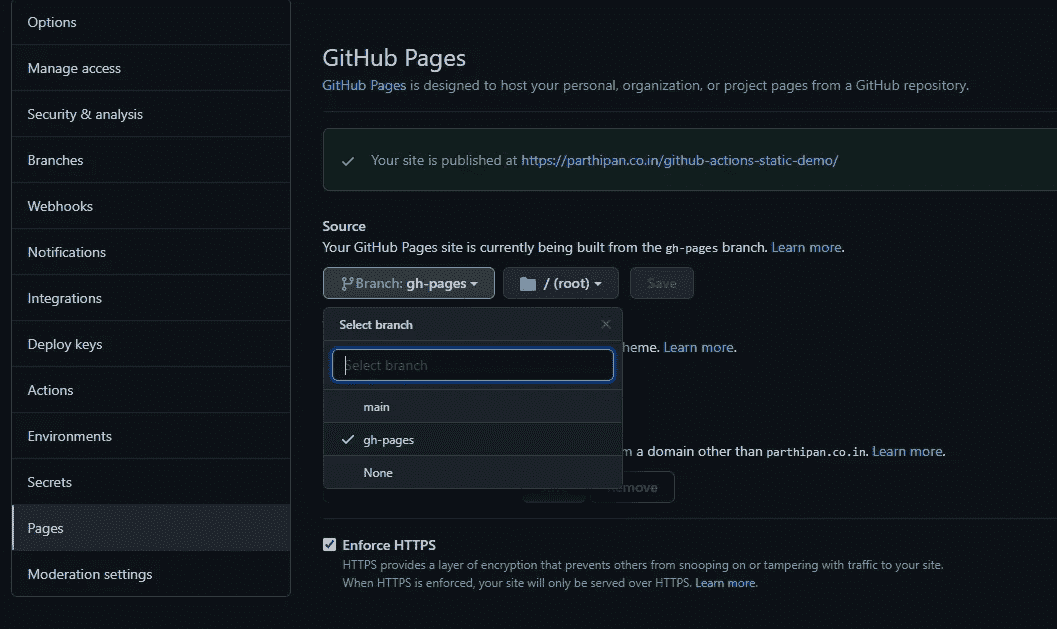 Options
Manage access
Security & analysis
Branches
Webhooks
Notifications
Integrations
Deploy keys
Actions
Environments
Secrets
Pages
Moderation settings
GitHub Pages
GitHub Pages is designed to host your personal, organization, or project pages from a GitHub repository.
Your site is published at https://parthipan.co.in/github-actions-static-demo/
Source
Your GitHub Pages site is currently being built from the gh-pages branch. Learn more.
Branch: gh-pages / (root) Save
Select branch
Select branch
heme. Learn more.
main
gh-pages
m a domain other than parthipan.co.in. Learn more.
None
emove
Enforce HTTPS
HTTPS provides a layer of encryption that prevents others from snooping on or tampering with traffic to your site.
When HTTPS is enforced, your site will only be served over HTTPS. Learn more.